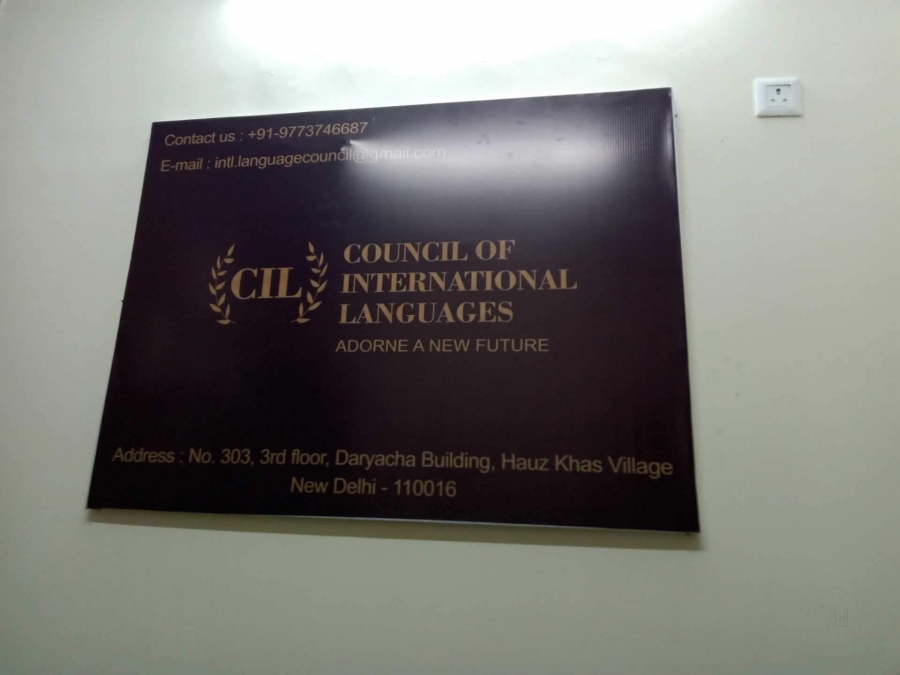 Contact us : +91-9773746687
E-mail : intl.languagecouncil@gmail.com
CIL
COUNCIL OF
INTERNATIONAL
LANGUAGES
ADORNE A NEW FUTURE
Address : No. 303, 3rd floor, Daryacha Building, Hauz Khas Village
New Delhi - 110016
Jd